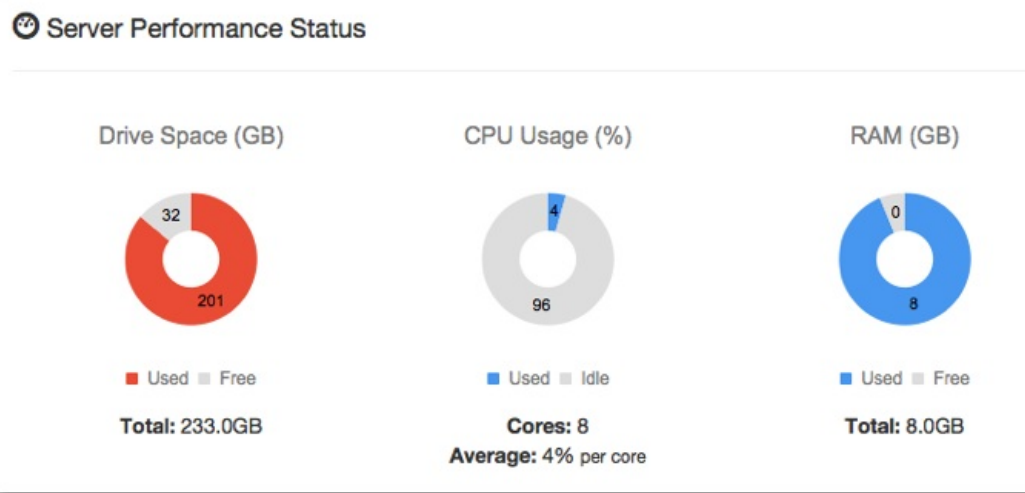 Server Performance Status
Drive Space (GB)
32
201
Used Free
Total: 233.0GB
CPU Usage (%)
4
96
Used Idle
Cores: 8
Average: 4% per core
RAM (GB)
0
8
Used Free
Total: 8.0GB